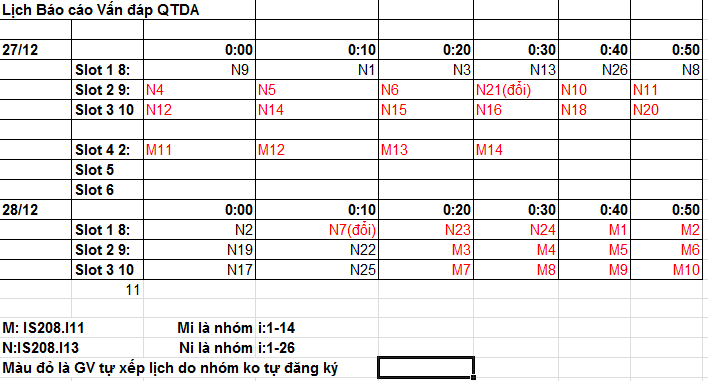 Lịch Báo cáo Vấn đáp QTDA
27/12 0:00 0:10 0:20 0:30 0:40 0:50
Slot 1 8: N9 N1 N3 N13 N26 N8
Slot 2 9: N4 N5 N6 N21(đổi) N10 N11
Slot 3 10 N12 N14 N15 N16 N18 N20
Slot 4 2: M11 M12 M13 M14
Slot 5
Slot 6
28/12 0:00 0:10 0:20 0:30 0:40 0:50
Slot 1 8: N2 N7(đổi) N23 N24 M1 M2
Slot 2 9: N19 N22 M3 M4 M5 M6
Slot 3 10 N17 N25 M7 M8 M9 M10
11
M: IS208.I11 Mi là nhóm i:1-14
N:IS208.I13 Ni là nhóm i:1-26
Màu đỏ là GV tự xếp lịch do nhóm ko tự đăng ký